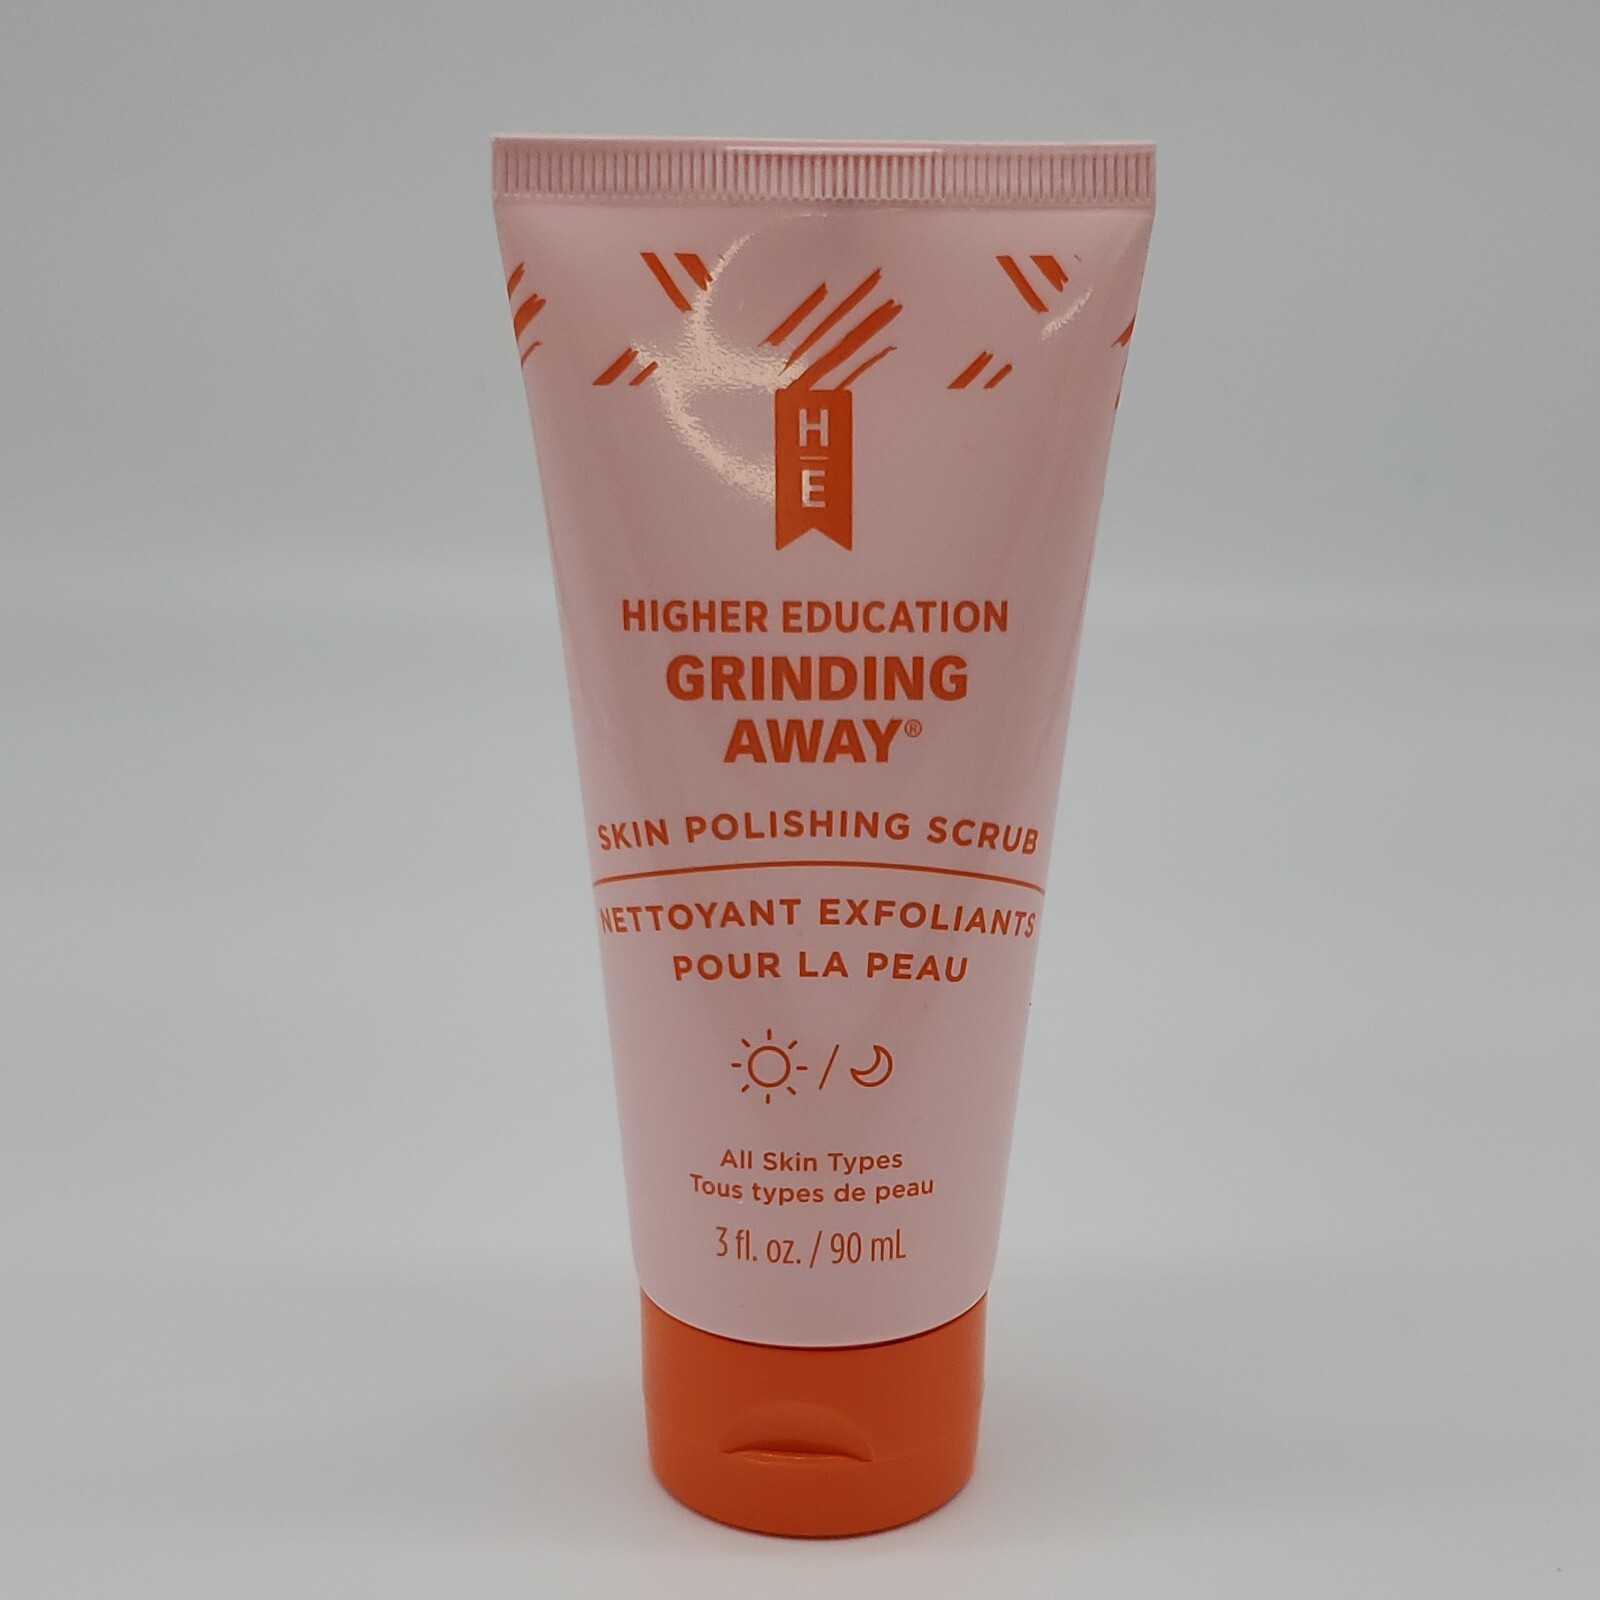 H
E
HIGHER EDUCATION
GRINDING
AWAY®
SKIN POLISHING SCRUB
NETTOYANT EXFOLIANTS
POUR LA PEAU
All Skin Types
Tous types de peau
3 fl. oz. / 90 mL